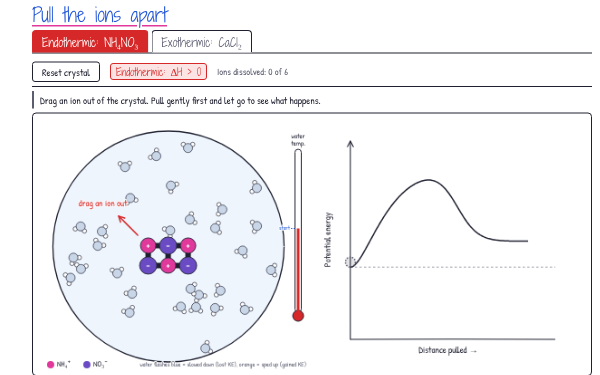 Pull the ions apart
Endothermic: NH₄NO₃ Exothermic: CaCl₂
Reset crystal Endothermic: ΔH > 0 Ions dissolved: 0 of 6
Drag an ion out of the crystal. Pull gently first and let go to see what happens.
water
temp.
drag an ion out
start
+ - +
- + -
Potential energy
Distance pulled →
NH₄⁺ NO₃⁻ water flashed blue = slowed down (lost KE), orange = sped up (gained KE)